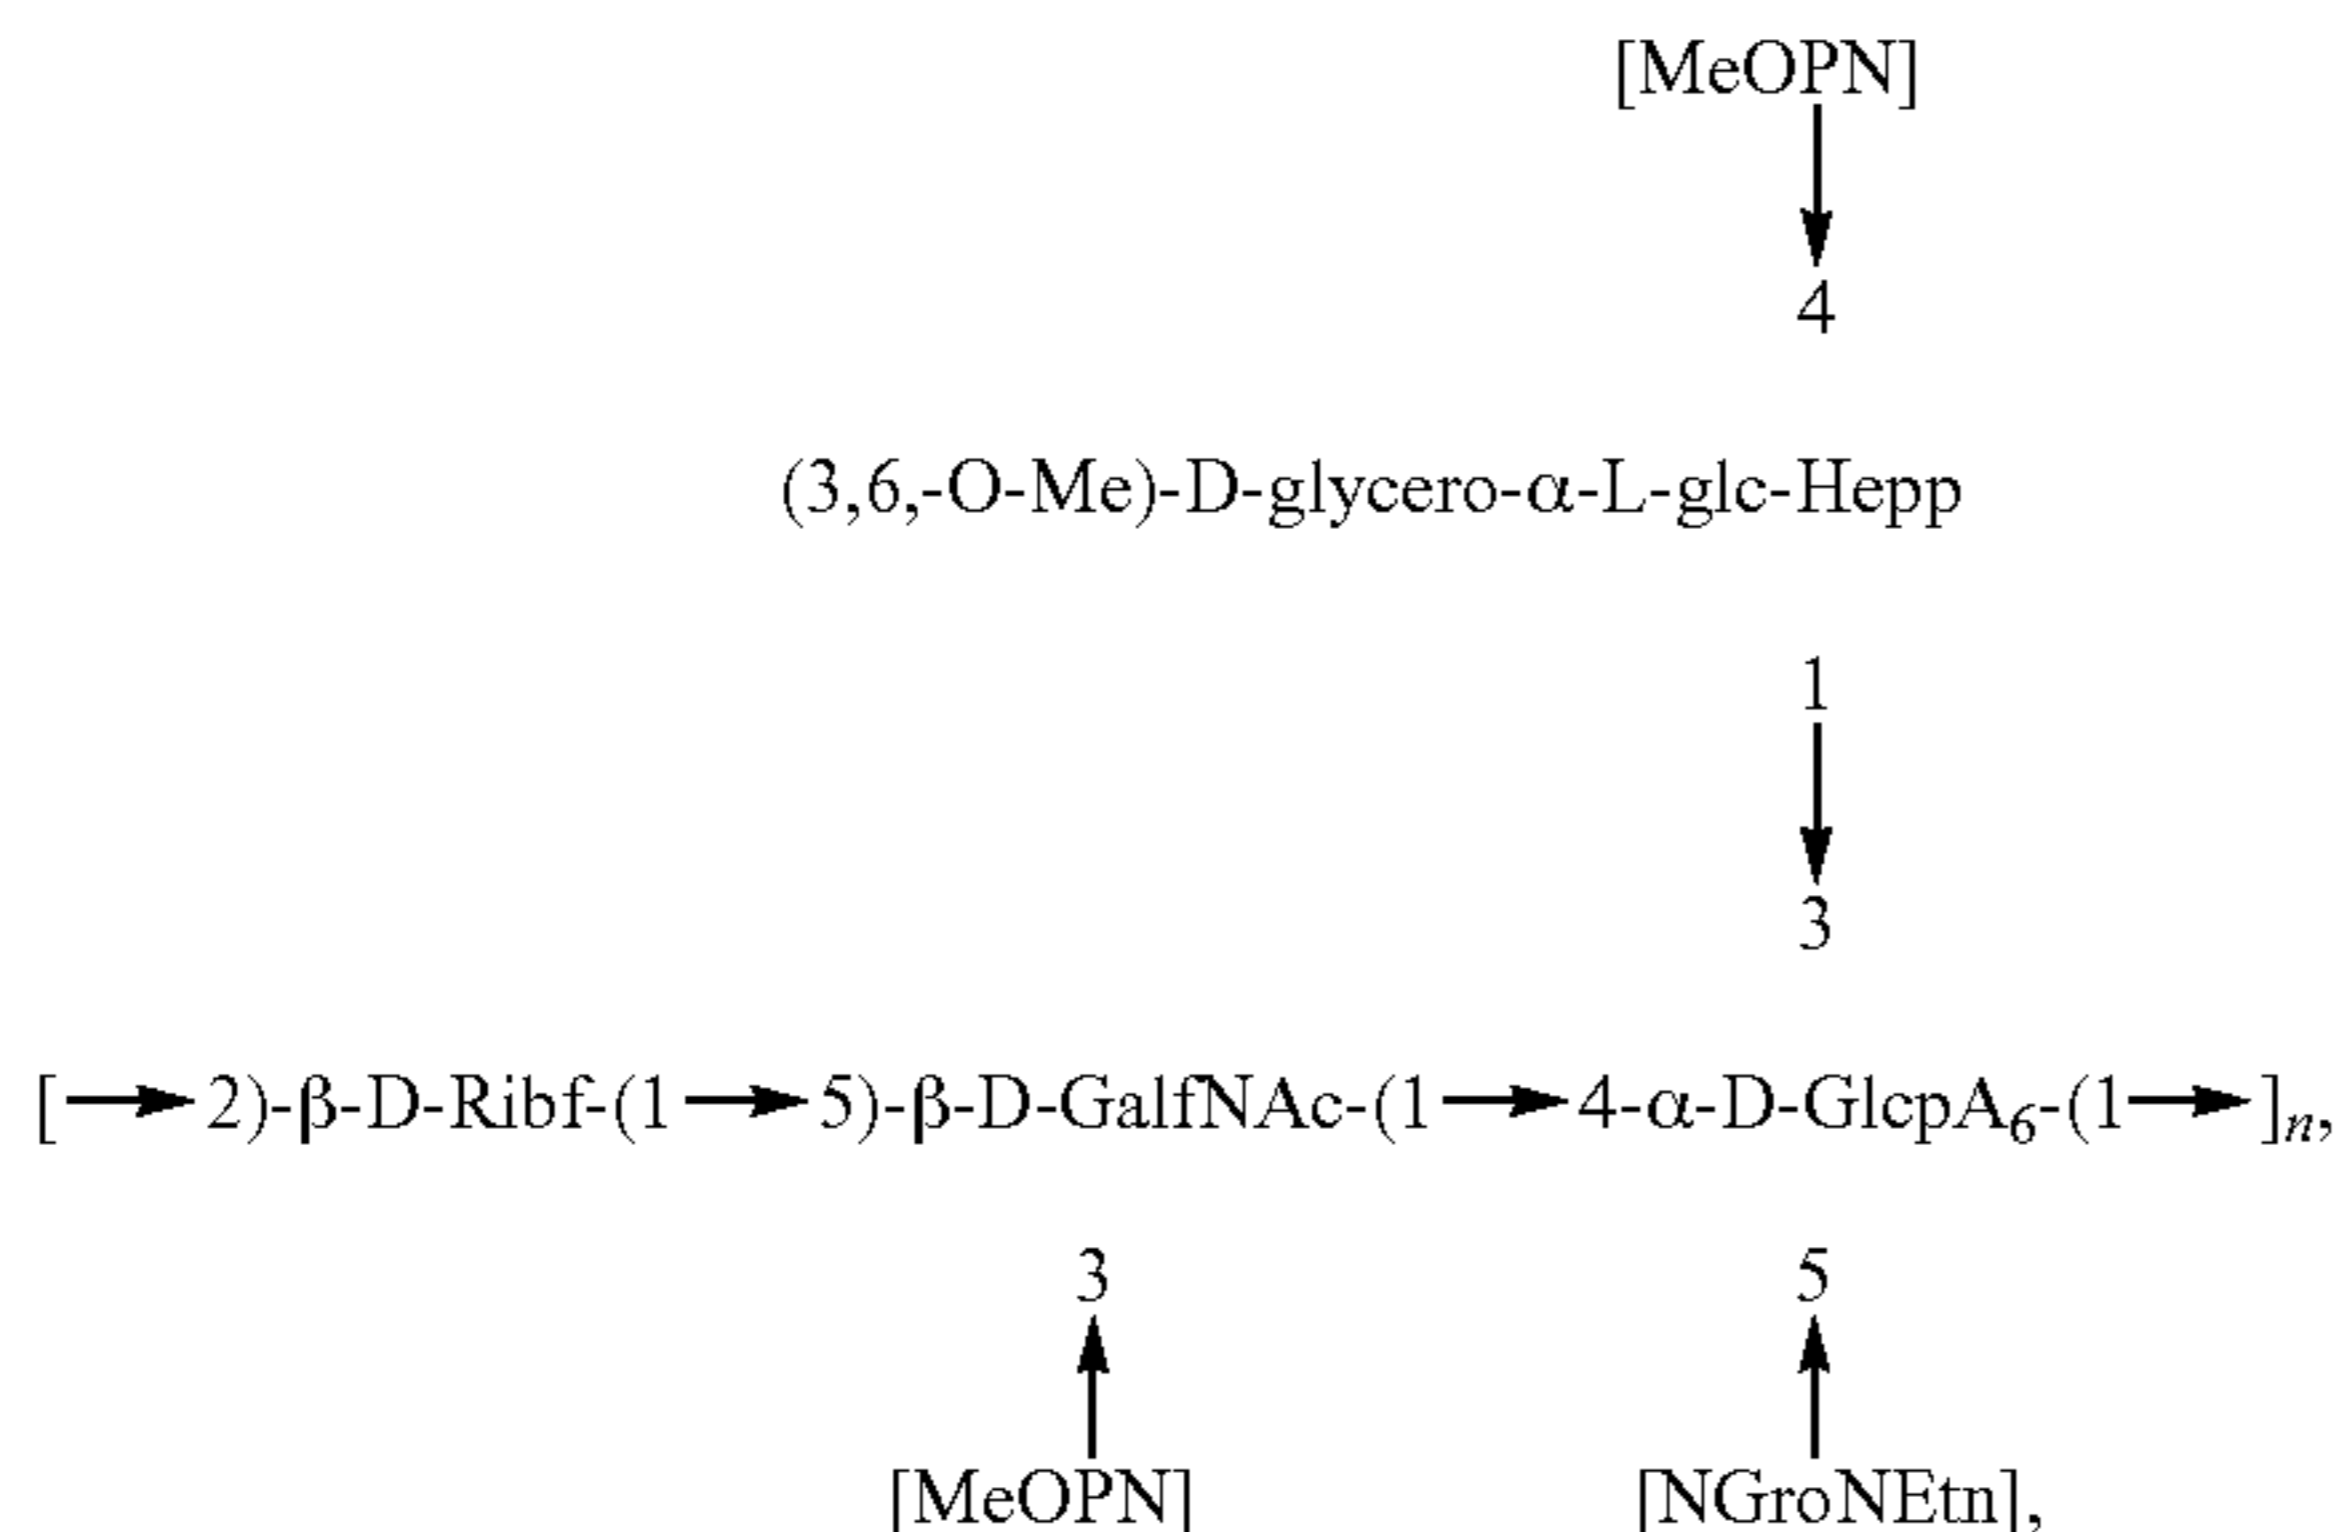 [MeOPN]
4
(3,6,-O-Me)-D-glycero-α-L-glc-Hepp
1
3
[→2)-β-D-Ribf-(1→5)-β-D-GalfNAc-(1→4-α-D-GlcpA6-(1→]n,
3 5
[MeOPN] [NGroNEtn],